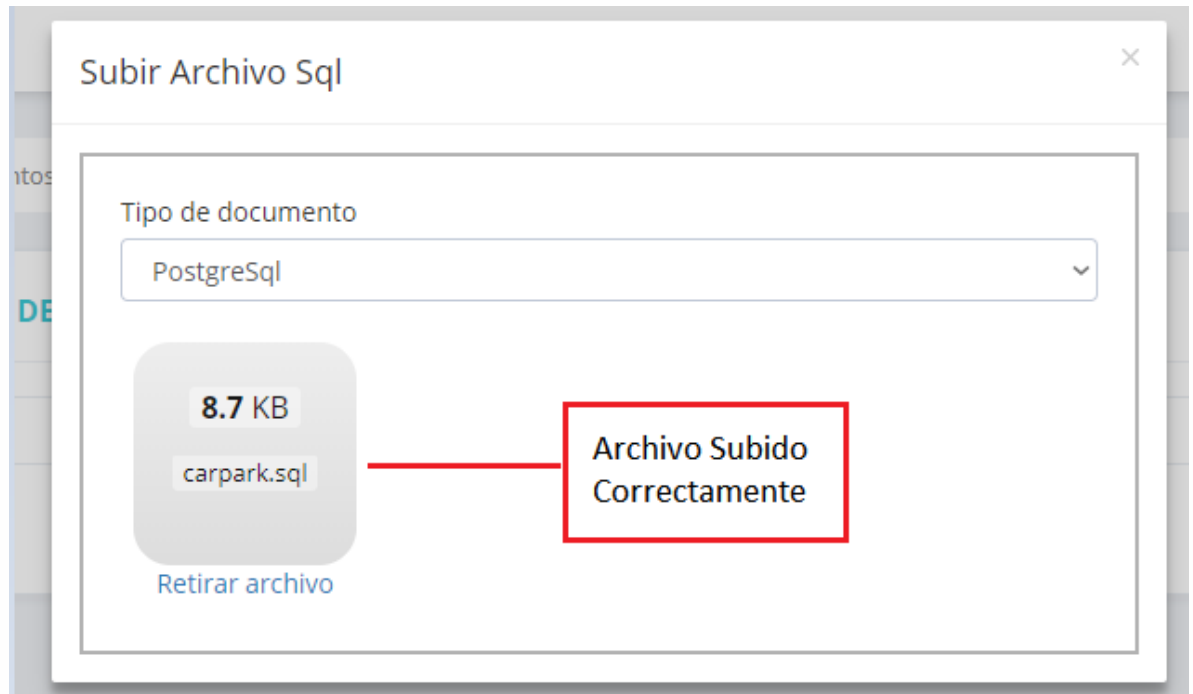 Subir Archivo Sql
×
ntos
Tipo de documento
PostgreSql
DE
8.7 KB
carpark.sql
Archivo Subido
Correctamente
Retirar archivo